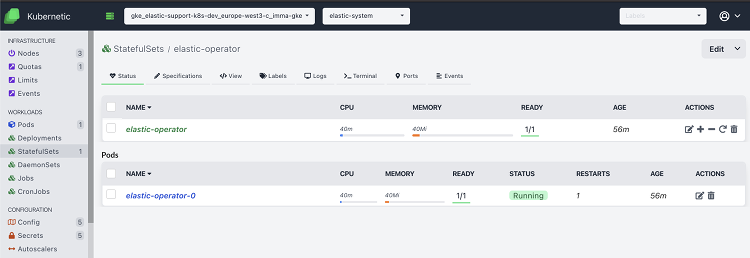 Kubernetic
gke_elastic-support-k8s-dev_europe-west3-c_imma-gke
elastic-system
Labels
INFRASTRUCTURE
Nodes 3
Quotas 1
Limits
Events
WORKLOADS
Pods 1
Deployments
StatefulSets 1
DaemonSets
Jobs
CronJobs
CONFIGURATION
Config 5
Secrets 5
Autoscalers
StatefulSets / elastic-operator
Edit
Status Specifications View Labels Logs Terminal Ports Events
NAME CPU MEMORY READY AGE ACTIONS
elastic-operator 40m 40Mi 1/1 56m
Pods
NAME CPU MEMORY READY STATUS RESTARTS AGE ACTIONS
elastic-operator-0 40m 40Mi 1/1 Running 1 56m